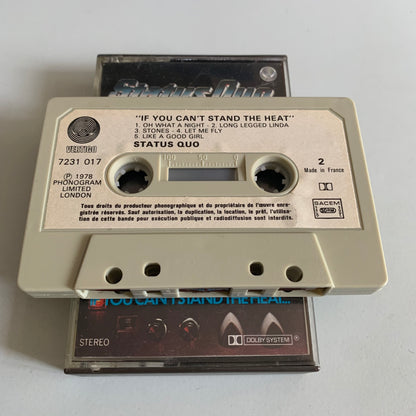 Status Quo
"IF YOU CAN'T STAND THE HEAT"
1. OH WHAT A NIGHT - 2. LONG LEGGED LINDA
3. STONES - 4. LET ME FLY
5. LIKE A GOOD GIRL
STATUS QUO
VERTIGO
7231 017
Ⓟ 1978
PHONOGRAM
LIMITED
LONDON
100 50 0
2
Made in France
Tous droits du producteur phonographique et du propriétaire de l'œuvre enre-
gistrée réservés. Sauf autorisation, la duplication, la location, le prêt, l'utilisa-
tion de cette bande pour exécution publique et radiodiffusion sont interdits.
SACEM
IF YOU CAN'T STAND THE HEAT...
STEREO
DOLBY SYSTEM